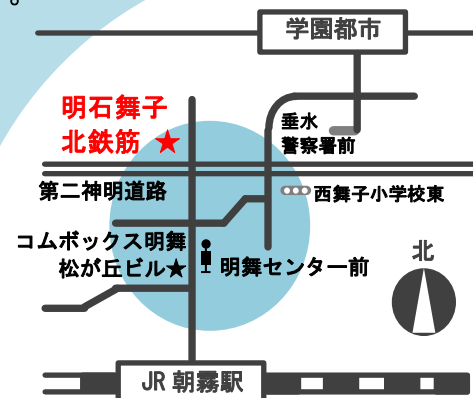 。
学園都市
明石舞子
北鉄筋 ★
垂水
警察署前
第二神明道路
西舞子小学校東
コムボックス明舞
松が丘ビル★
明舞センター前
北
JR 朝霧駅